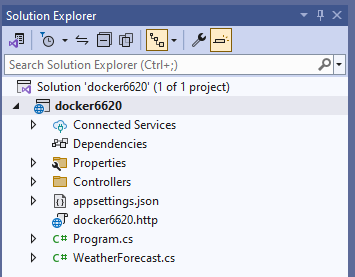 Solution Explorer
Search Solution Explorer (Ctrl+;)
Solution 'docker6620' (1 of 1 project)
docker6620
Connected Services
Dependencies
Properties
Controllers
appsettings.json
docker6620.http
C# Program.cs
C# WeatherForecast.cs